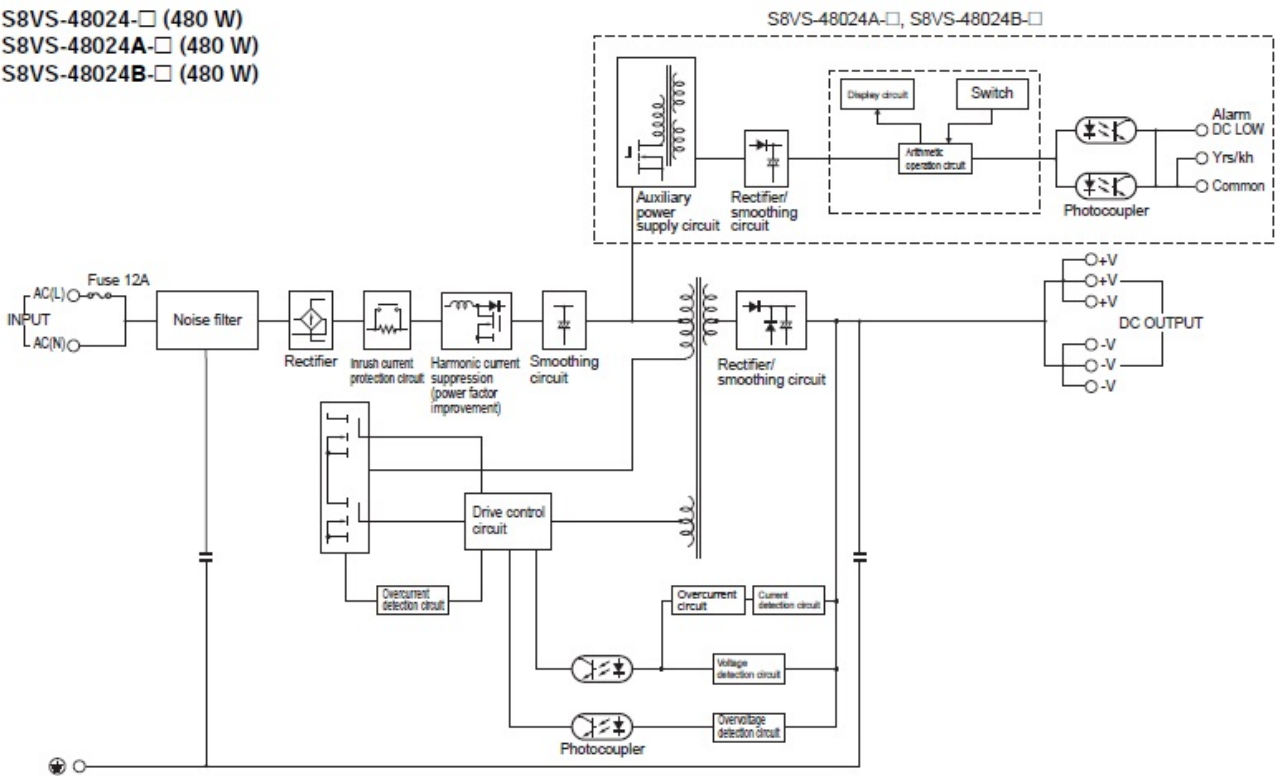 S8VS-48024-□ (480 W)
S8VS-48024A-□ (480 W)
S8VS-48024B-□ (480 W)
S8VS-48024A-□, S8VS-48024B-□
Display circuit
Switch
Arithmetic
operation circuit
Alarm
DC LOW
Yrs/kh
Common
Auxiliary
power
supply circuit
Rectifier/
smoothing
circuit
Photocoupler
Fuse 12A
AC(L)
INPUT
AC(N)
Noise filter
Rectifier
Inrush current
protection circuit
Harmonic current
suppression
(power factor
improvement)
Smoothing
circuit
Rectifier/
smoothing circuit
+V
+V
+V
DC OUTPUT
-V
-V
-V
Drive control
circuit
Overcurrent
detection circuit
Overcurrent
circuit
Current
detection circuit
Voltage
detection circuit
Overvoltage
detection circuit
Photocoupler